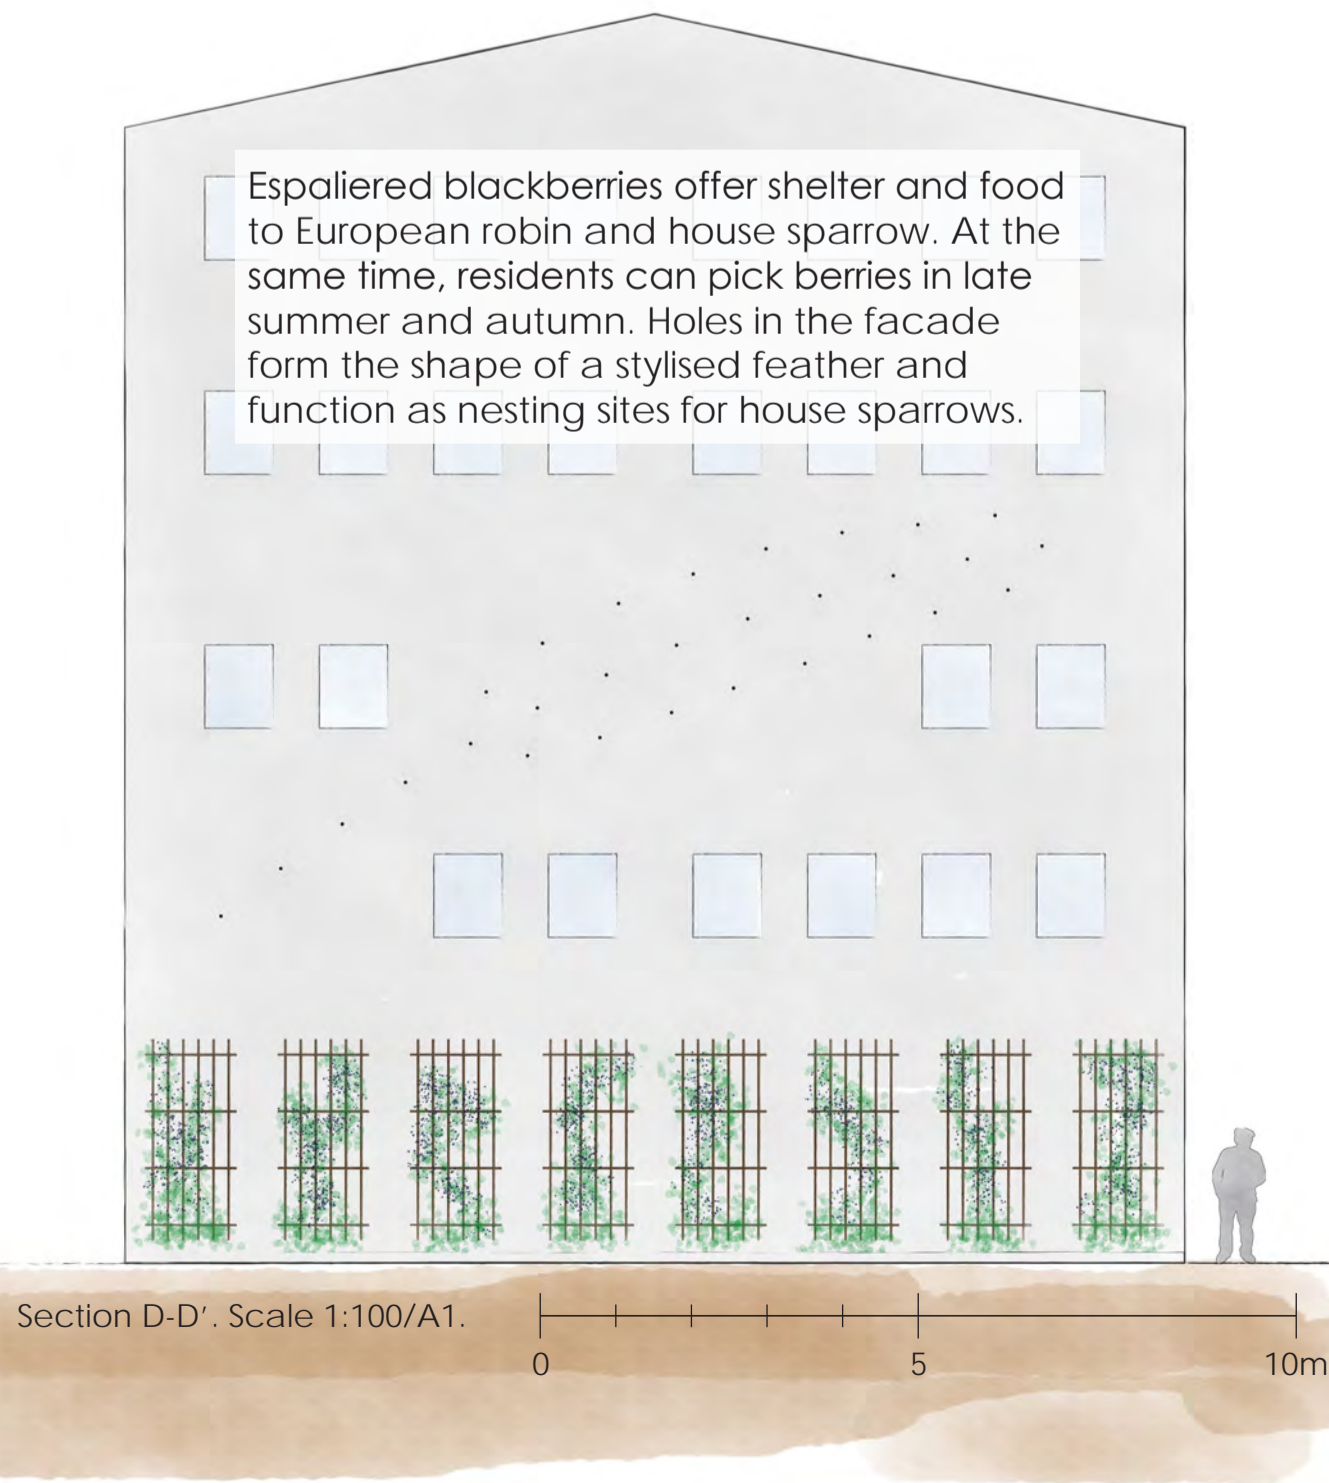 Espaliered blackberries offer shelter and food
to European robin and house sparrow. At the
same time, residents can pick berries in late
summer and autumn. Holes in the facade
form the shape of a stylised feather and
function as nesting sites for house sparrows.
Section D-D'. Scale 1:100/A1.
0 5 10m